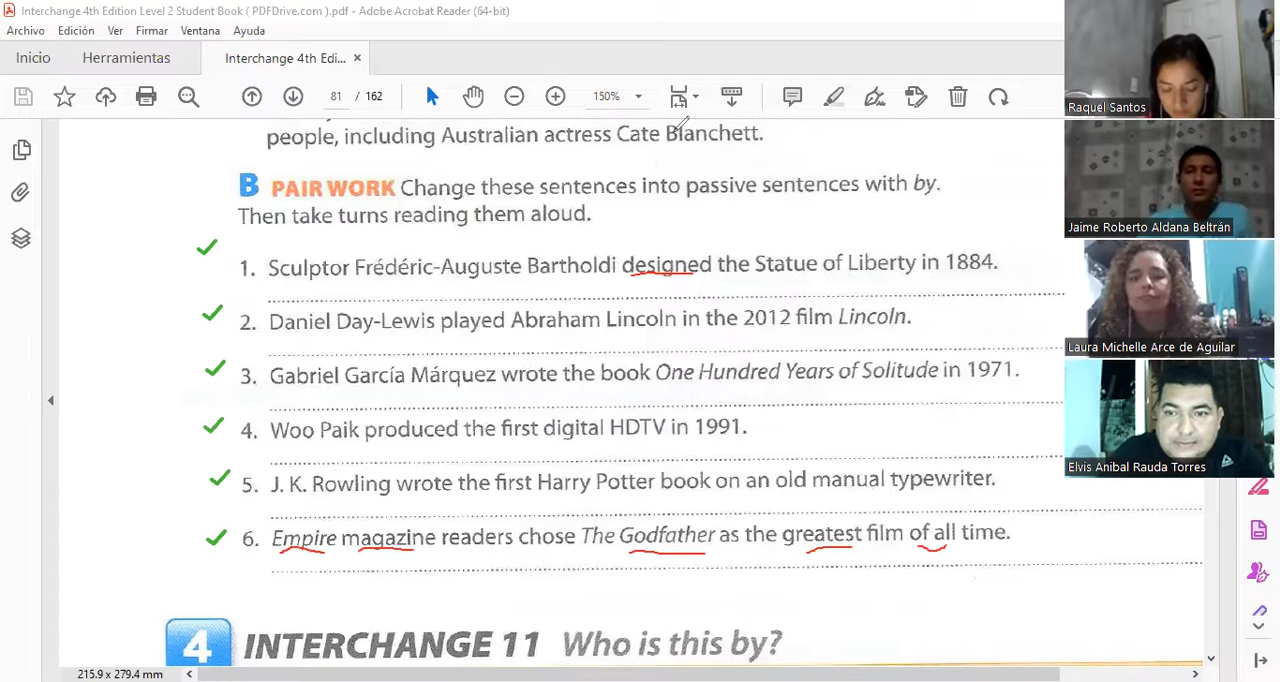 Interchange 4th Edition Level 2 Student Book ( PDFDrive.com ).pdf - Adobe Acrobat Reader (64-bit)
Archivo Edición Ver Firmar Ventana Ayuda
Inicio Herramientas Interchange 4th Edi... ×
81 / 162 150%
people, including Australian actress Cate Blanchett.
B PAIR WORK Change these sentences into passive sentences with by.
Then take turns reading them aloud.
1. Sculptor Frédéric-Auguste Bartholdi designed the Statue of Liberty in 1884.
2. Daniel Day-Lewis played Abraham Lincoln in the 2012 film Lincoln.
3. Gabriel García Márquez wrote the book One Hundred Years of Solitude in 1971.
4. Woo Paik produced the first digital HDTV in 1991.
5. J. K. Rowling wrote the first Harry Potter book on an old manual typewriter.
6. Empire magazine readers chose The Godfather as the greatest film of all time.
4 INTERCHANGE 11 Who is this by?
215.9 x 279.4 mm
Raquel Santos
Jaime Roberto Aldana Beltrán
Laura Michelle Arce de Aguilar
Elvis Anibal Rauda Torres